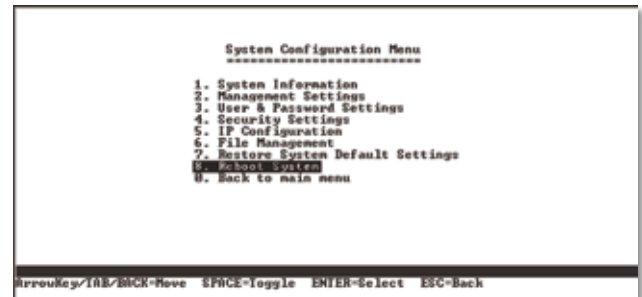 System Configuration Menu
=========================
1. System Information
2. Management Settings
3. User & Password Settings
4. Security Settings
5. IP Configuration
6. File Management
7. Restore System Default Settings
8. Reboot System
0. Back to main menu
ArrowKey/TAB/BACK=Move SPACE=Toggle ENTER=Select ESC=Back